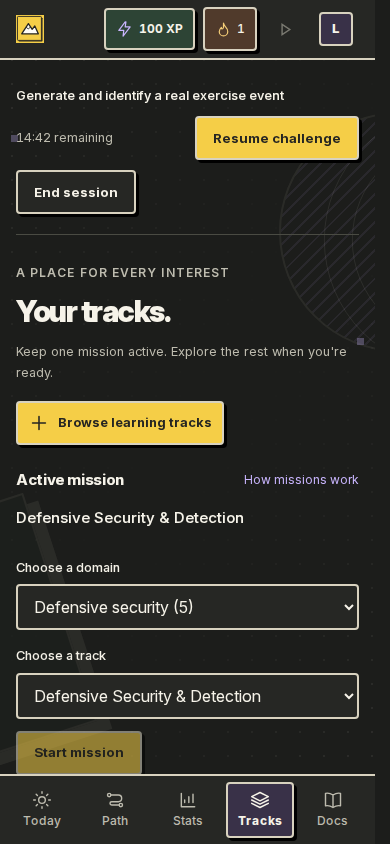 100 XP
1
L
Generate and identify a real exercise event
14:42 remaining
Resume challenge
End session
A PLACE FOR EVERY INTEREST
Your tracks.
Keep one mission active. Explore the rest when you're
ready.
Browse learning tracks
Active mission
How missions work
Defensive Security & Detection
Choose a domain
Defensive security (5)
Choose a track
Defensive Security & Detection
Start mission
Today
Path
Stats
Tracks
Docs